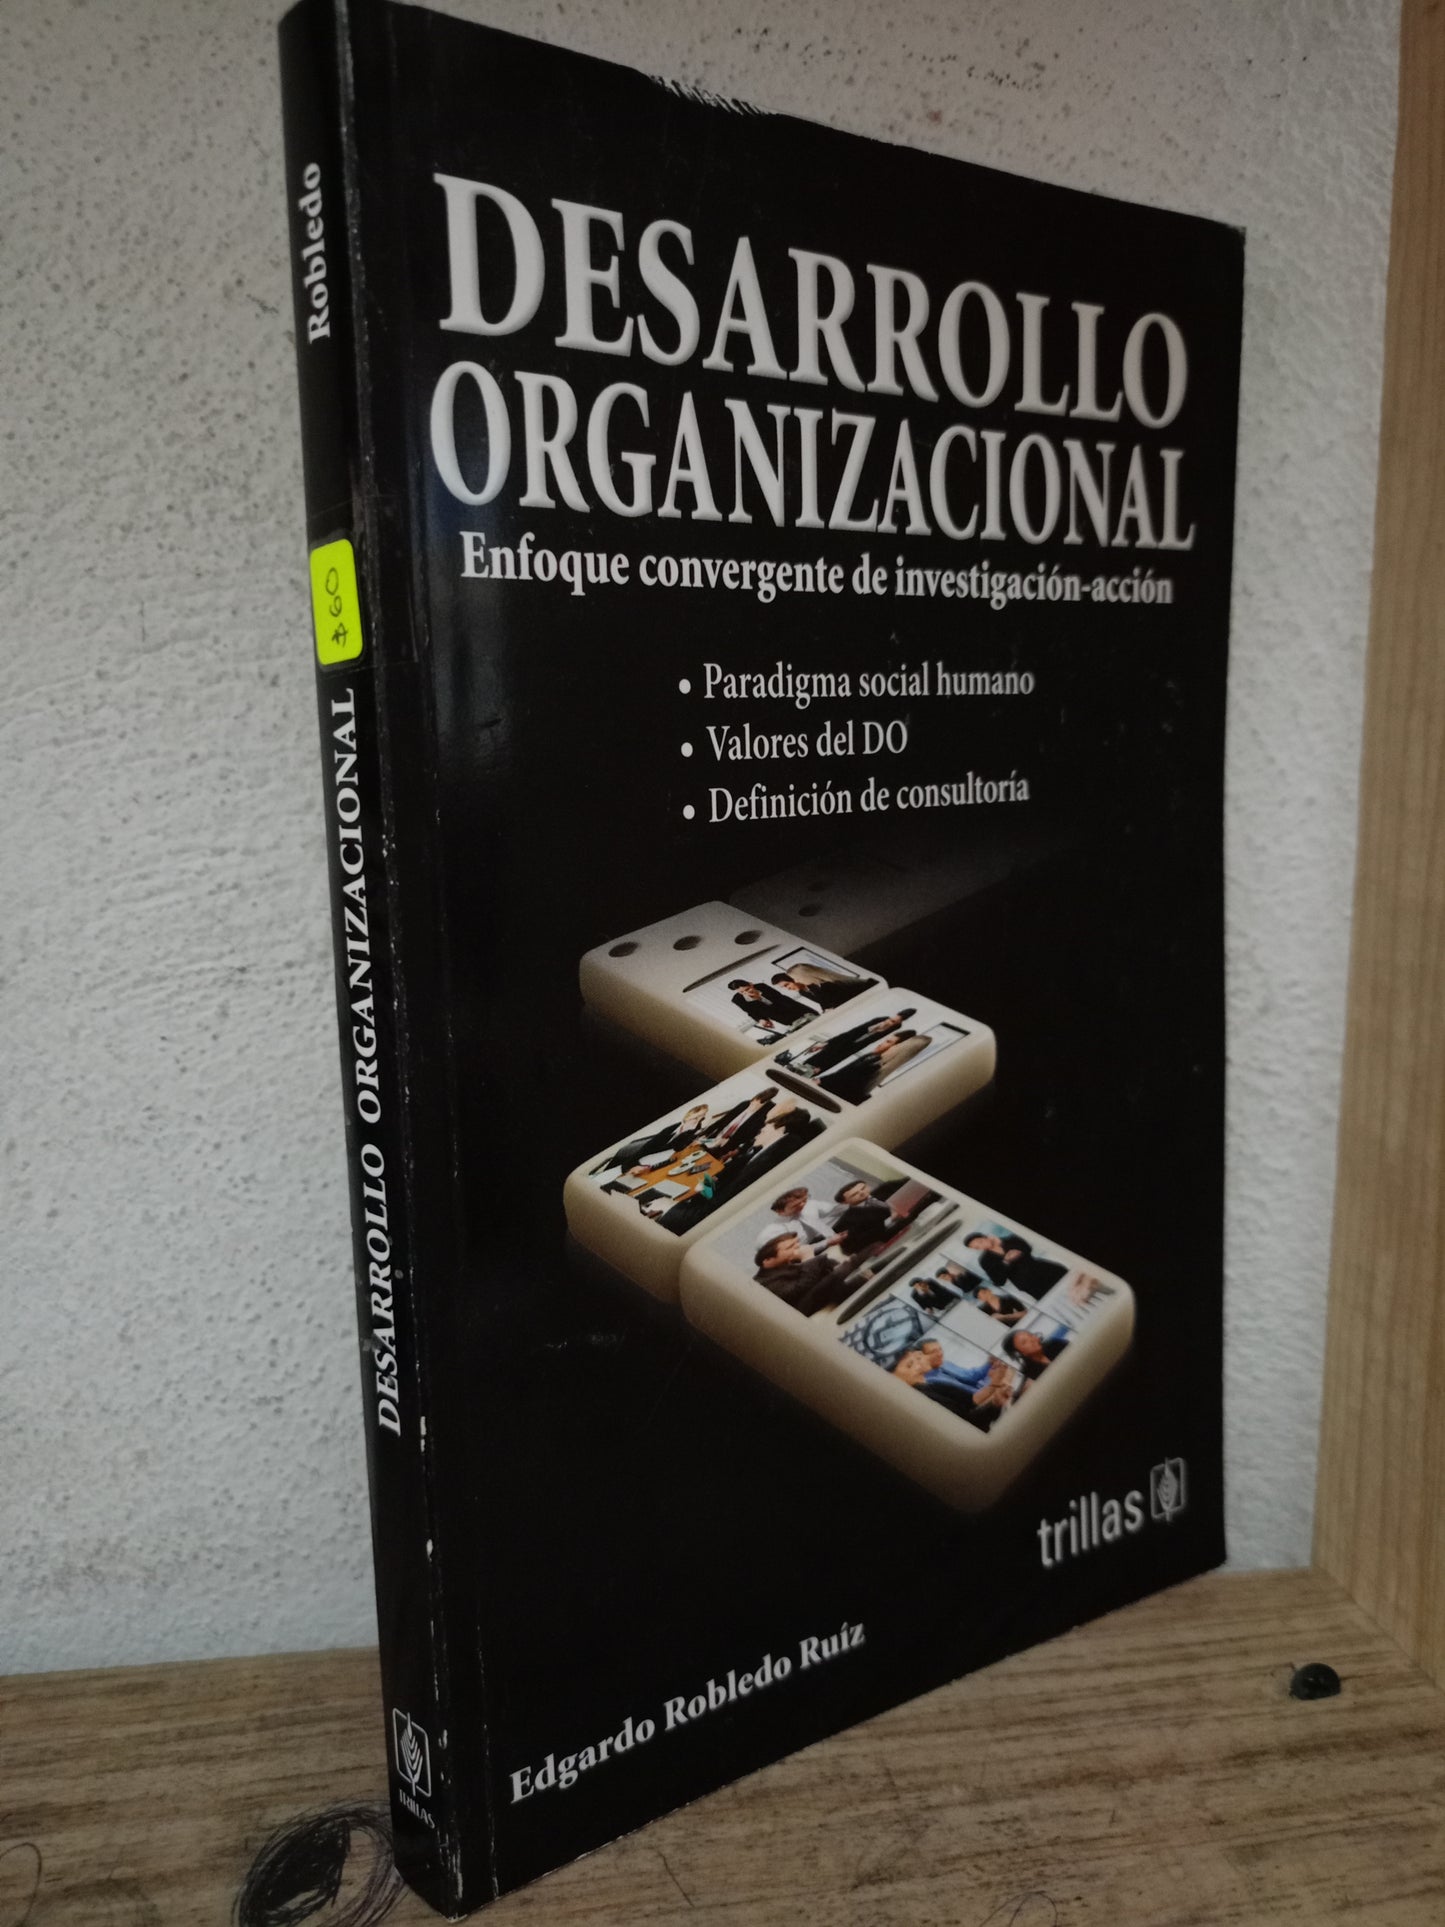 DESARROLLO
ORGANIZACIONAL
Enfoque convergente de investigación-acción
• Paradigma social humano
• Valores del DO
• Definición de consultoría
trillas
Edgardo Robledo Ruíz
Robledo
$60
DESARROLLO ORGANIZACIONAL
TRILLAS